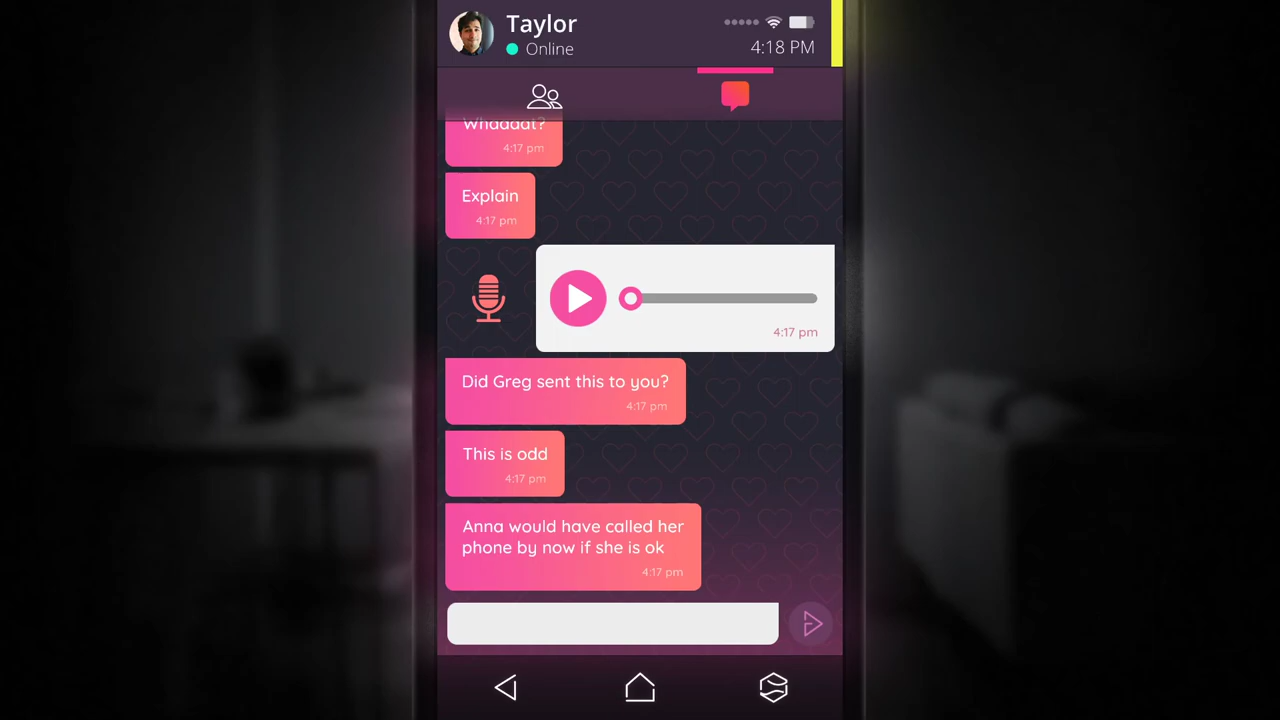 Taylor
Online
4:18 PM
Whaaaat?
4:17 pm
Explain
4:17 pm
4:17 pm
Did Greg sent this to you?
4:17 pm
This is odd
4:17 pm
Anna would have called her
phone by now if she is ok
4:17 pm